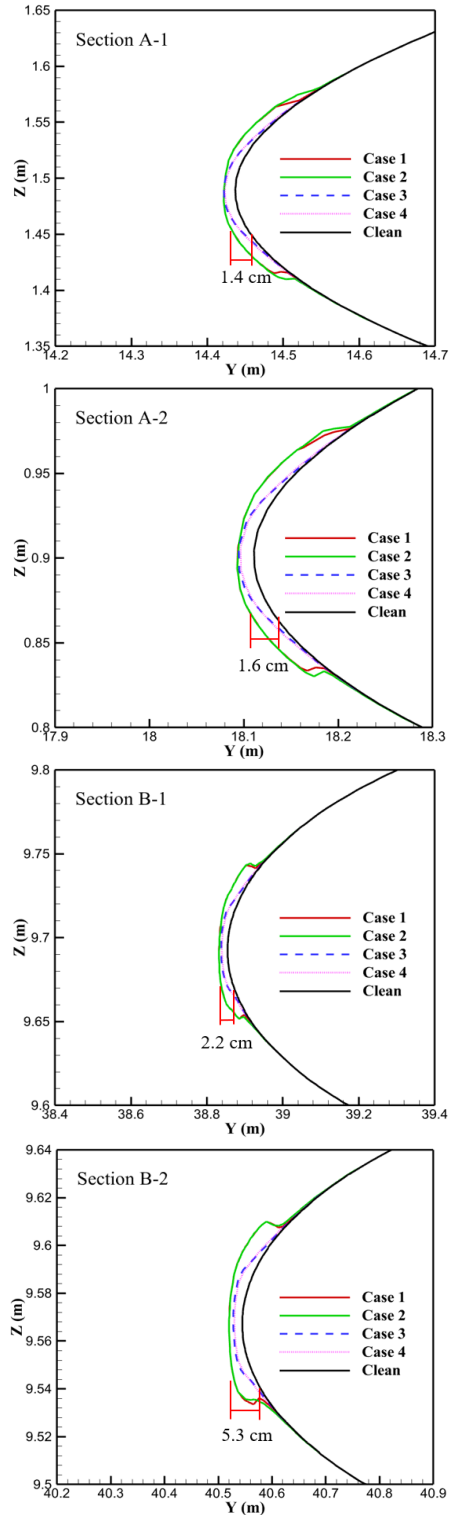 1.65
Section A-1
1.6
1.55
Z (m)
1.5
1.45
1.4
1.35
Case 1
Case 2
Case 3
Case 4
Clean
1.4 cm
14.2 14.3 14.4 14.5 14.6 14.7
Y (m)
1
Section A-2
0.95
Z (m)
0.9
0.85
0.8
Case 1
Case 2
Case 3
Case 4
Clean
1.6 cm
17.9 18 18.1 18.2 18.3
Y (m)
9.8
Section B-1
9.75
Z (m)
9.7
9.65
9.6
Case 1
Case 2
Case 3
Case 4
Clean
2.2 cm
38.4 38.6 38.8 39 39.2 39.4
Y (m)
9.64
Section B-2
9.62
9.6
Z (m)
9.58
9.56
9.54
9.52
9.5
Case 1
Case 2
Case 3
Case 4
Clean
5.3 cm
40.2 40.3 40.4 40.5 40.6 40.7 40.8 40.9
Y (m)